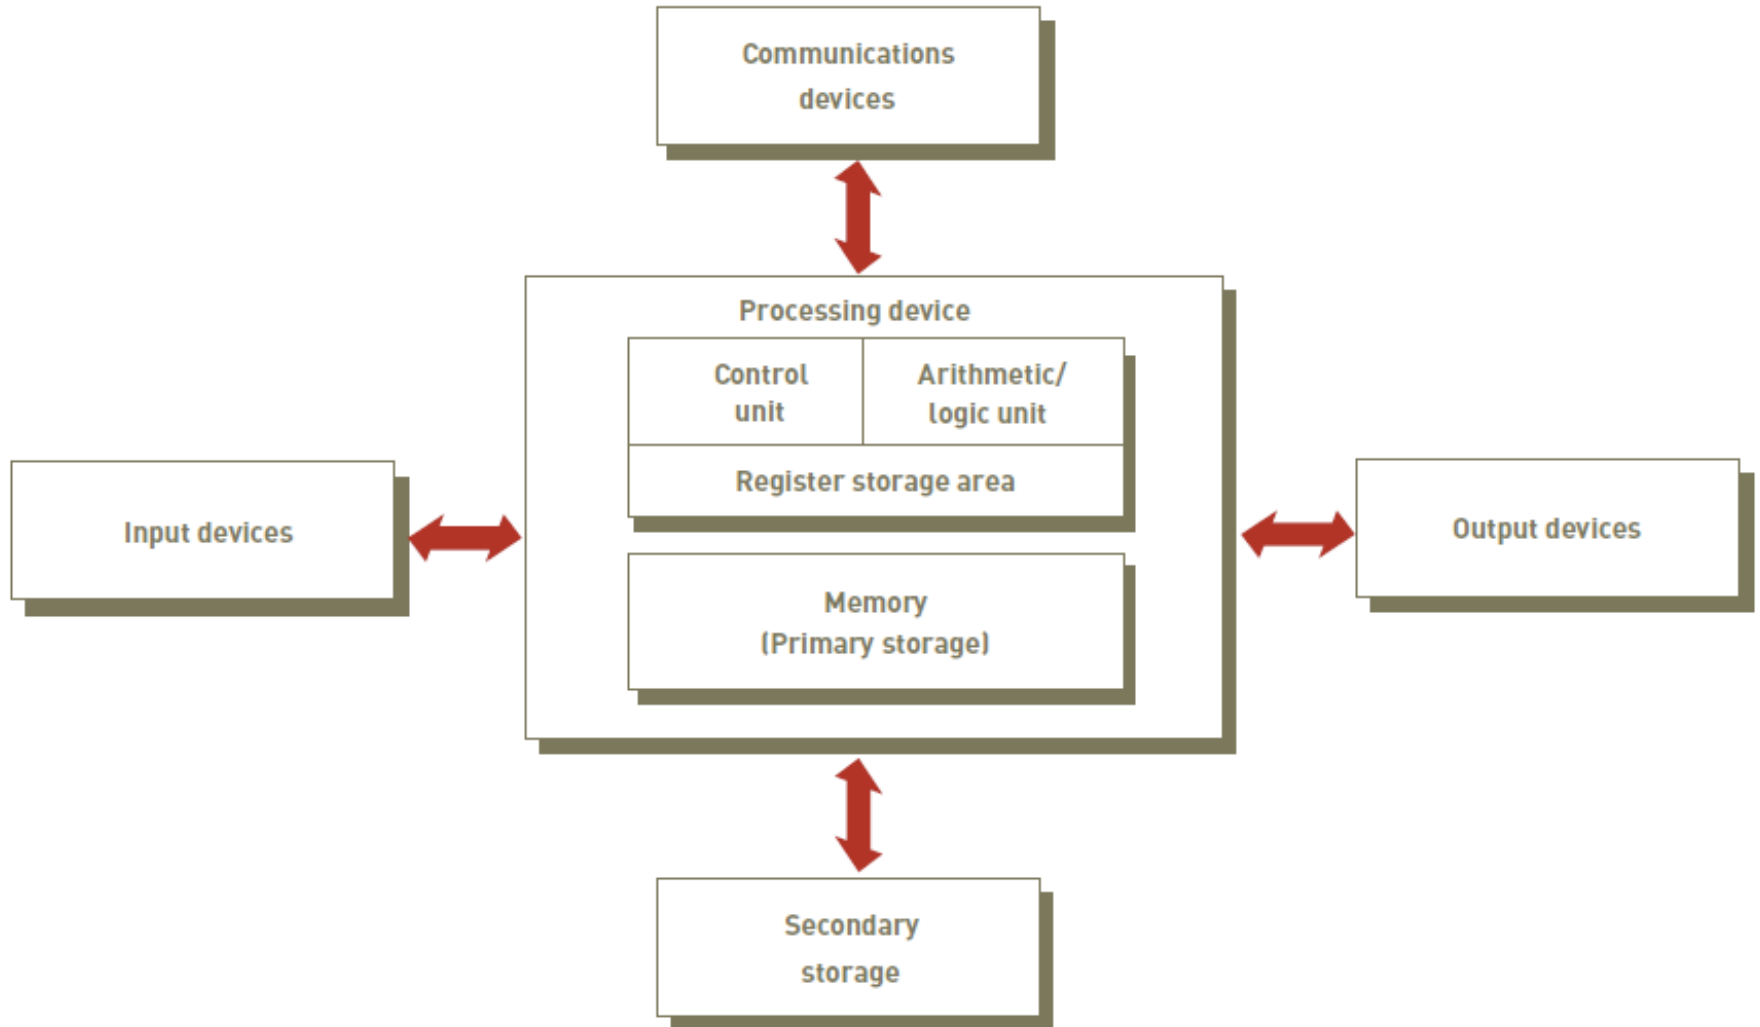 Communications
devices
Processing device
Control
unit
Arithmetic/
logic unit
Register storage area
Input devices
Output devices
Memory
(Primary storage)
Secondary
storage